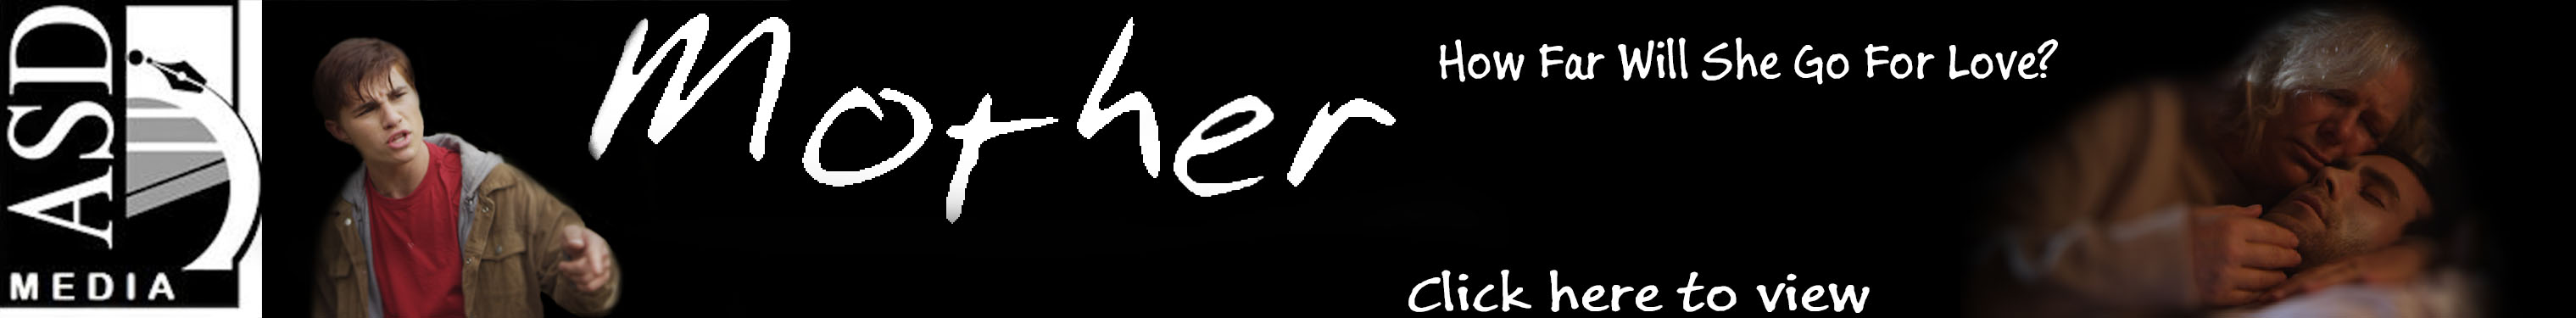 ASD
MEDIA
Mother
How Far Will She Go For Love?
Click here to view